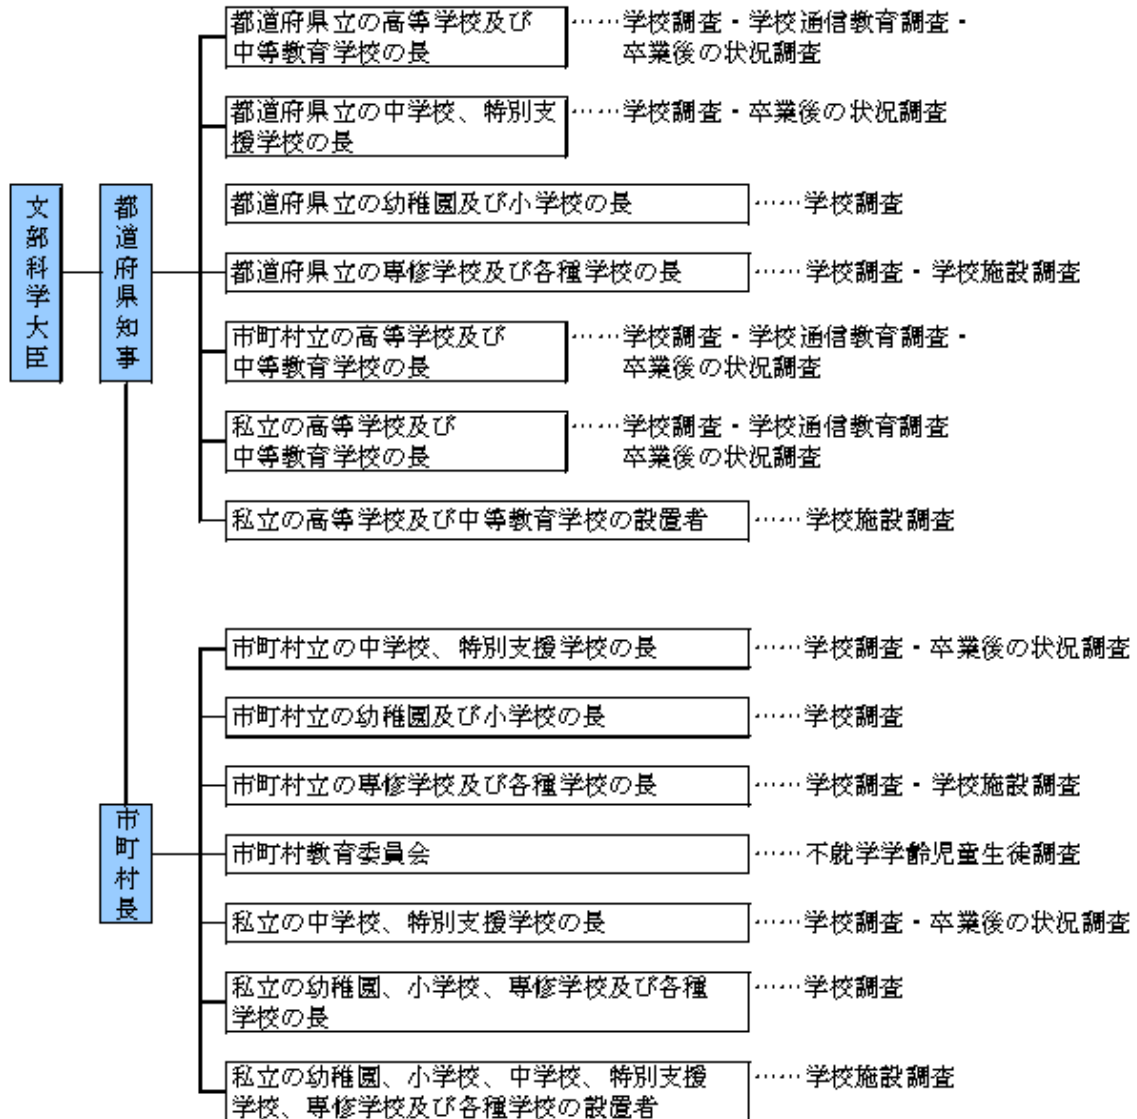 文部科学大臣
都道府県知事
都道府県立の高等学校及び
中等教育学校の長
……学校調査・学校通信教育調査・
卒業後の状況調査
都道府県立の中学校、特別支
援学校の長
……学校調査・卒業後の状況調査
都道府県立の幼稚園及び小学校の長
……学校調査
都道府県立の専修学校及び各種学校の長
……学校調査・学校施設調査
市町村立の高等学校及び
中等教育学校の長
……学校調査・学校通信教育調査・
卒業後の状況調査
私立の高等学校及び
中等教育学校の長
……学校調査・学校通信教育調査
卒業後の状況調査
私立の高等学校及び中等教育学校の設置者
……学校施設調査
市町村長
市町村立の中学校、特別支援学校の長
……学校調査・卒業後の状況調査
市町村立の幼稚園及び小学校の長
……学校調査
市町村立の専修学校及び各種学校の長
……学校調査・学校施設調査
市町村教育委員会
……不就学学齢児童生徒調査
私立の中学校、特別支援学校の長
……学校調査・卒業後の状況調査
私立の幼稚園、小学校、専修学校及び各種
学校の長
……学校調査
私立の幼稚園、小学校、中学校、特別支援
学校、専修学校及び各種学校の設置者
……学校施設調査